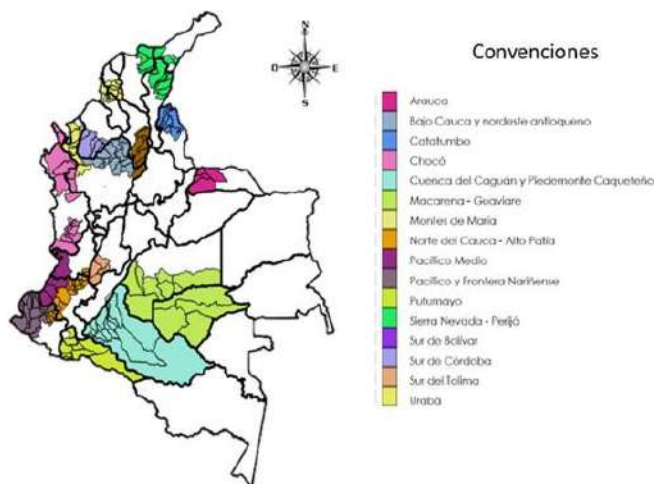 N
O
E
S
Convenciones
Arauca
Bajo Cauca y nordeste antioqueno
Catatumbo
Chocó
Cuenca del Caguán y Piedemonte Caqueteño
Macarena - Guaviare
Montes de María
Norte del Cauca - Alto Patía
Pacífico Medio
Pacífico y Frontera Nariñense
Putumayo
Sierra Nevada - Perijá
Sur de Bolívar
Sur de Córdoba
Sur del Tolima
Urabá